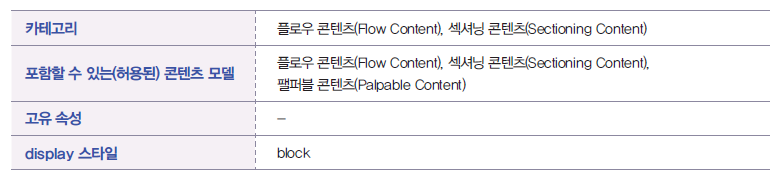 카테고리 플로우 콘텐츠(Flow Content), 섹셔닝 콘텐츠(Sectioning Content)
포함할 수 있는(허용된) 콘텐츠 모델 플로우 콘텐츠(Flow Content), 섹셔닝 콘텐츠(Sectioning Content),
팰퍼블 콘텐츠(Palpable Content)
고유 속성 –
display 스타일 block